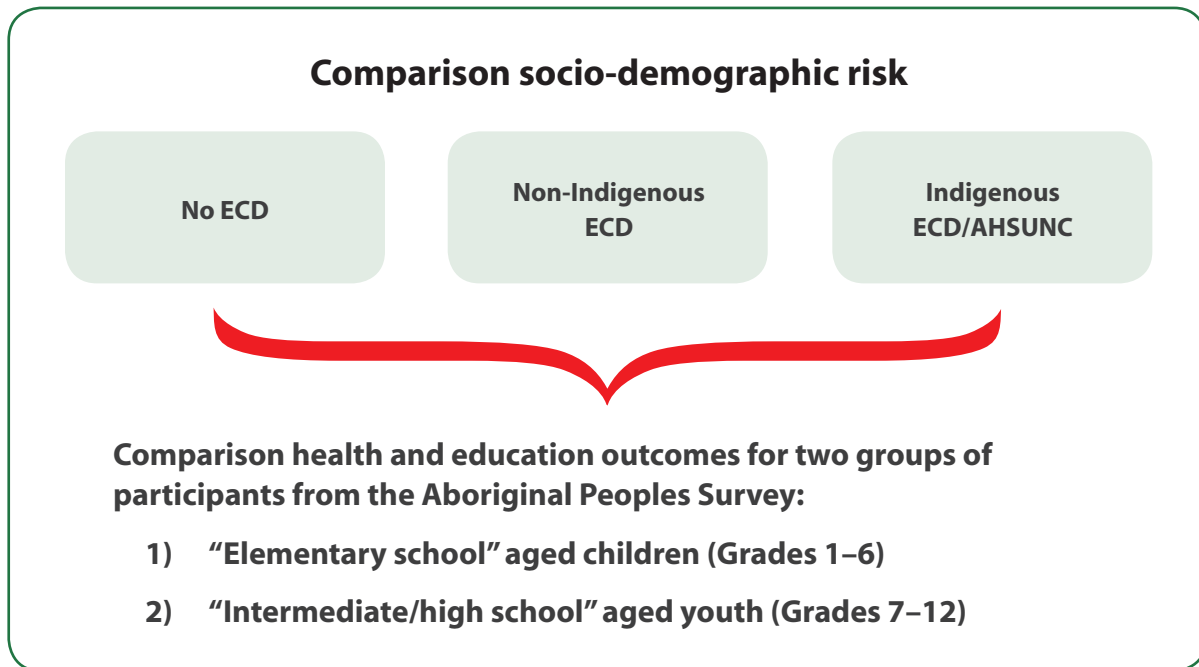 Comparison socio-demographic risk
No ECD
Non-Indigenous
ECD
Indigenous
ECD/AHSUNC
Comparison health and education outcomes for two groups of
participants from the Aboriginal Peoples Survey:
1) “Elementary school” aged children (Grades 1–6)
2) “Intermediate/high school” aged youth (Grades 7–12)